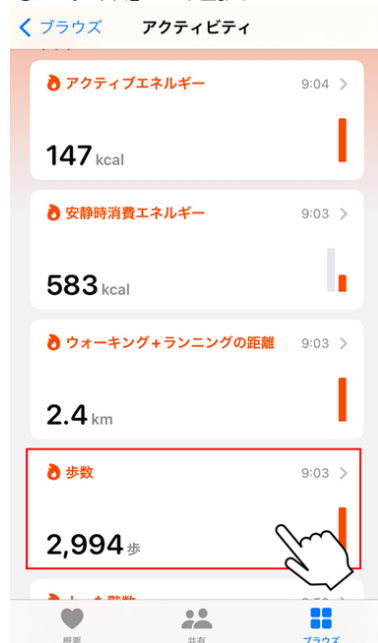 ブラウズ アクティビティ
アクティブエネルギー 9:04
147 kcal
安静時消費エネルギー 9:03
583 kcal
ウォーキング+ランニングの距離 9:03
2.4 km
歩数 9:03
2,994 歩
概要 共有 ブラウズ